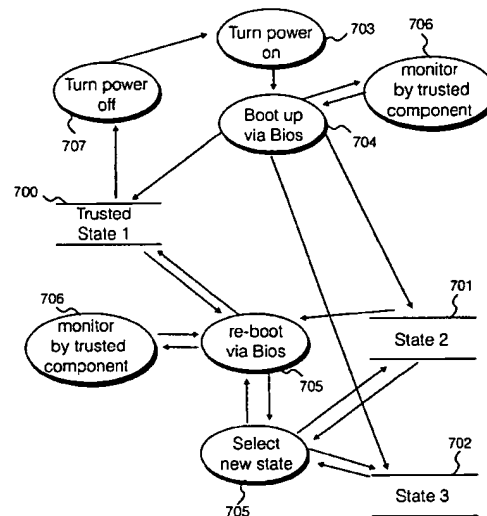 Turn power
on
703
706
monitor
by trusted
component
Turn power
off
707
Boot up
via Bios
704
700
Trusted
State 1
706
monitor
by trusted
component
re-boot
via Bios
705
701
State 2
Select
new state
705
702
State 3